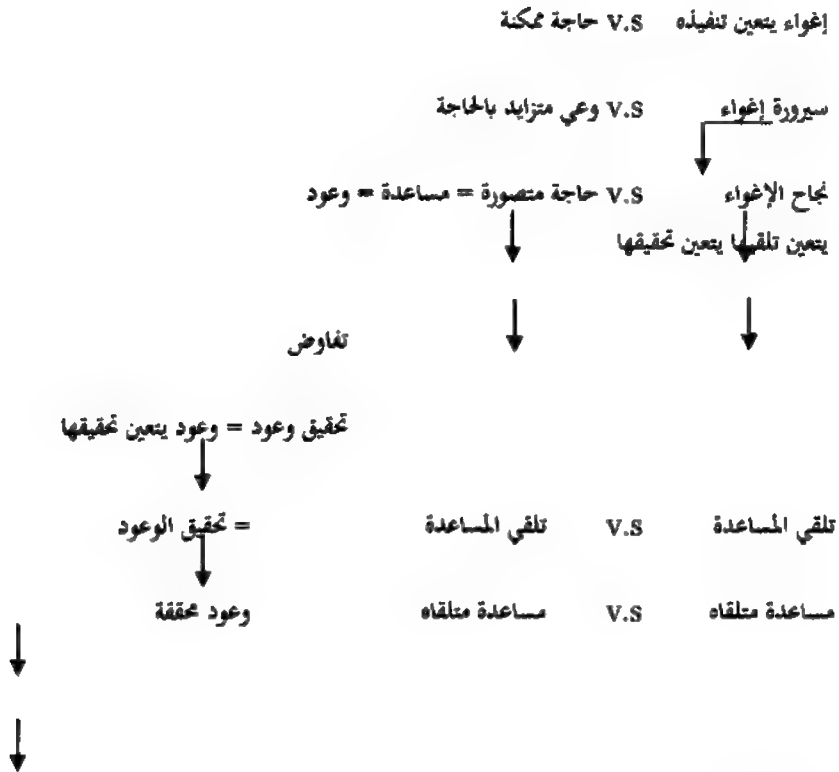 إغواء يتعين تنفيذه V.S حاجة ممكنة
سيرورة إغواء V.S وعي متزايد بالحاجة
نجاح الإغواء V.S حاجة متصورة = مساعدة = وعود
يتعين تلقيها يتعين تحقيقها
تفاوض
تحقيق وعود = وعود يتعين تحقيقها
تلقي المساعدة V.S تلقي المساعدة = تحقيق الوعود
مساعدة متلقاه V.S مساعدة متلقاه وعود محققة